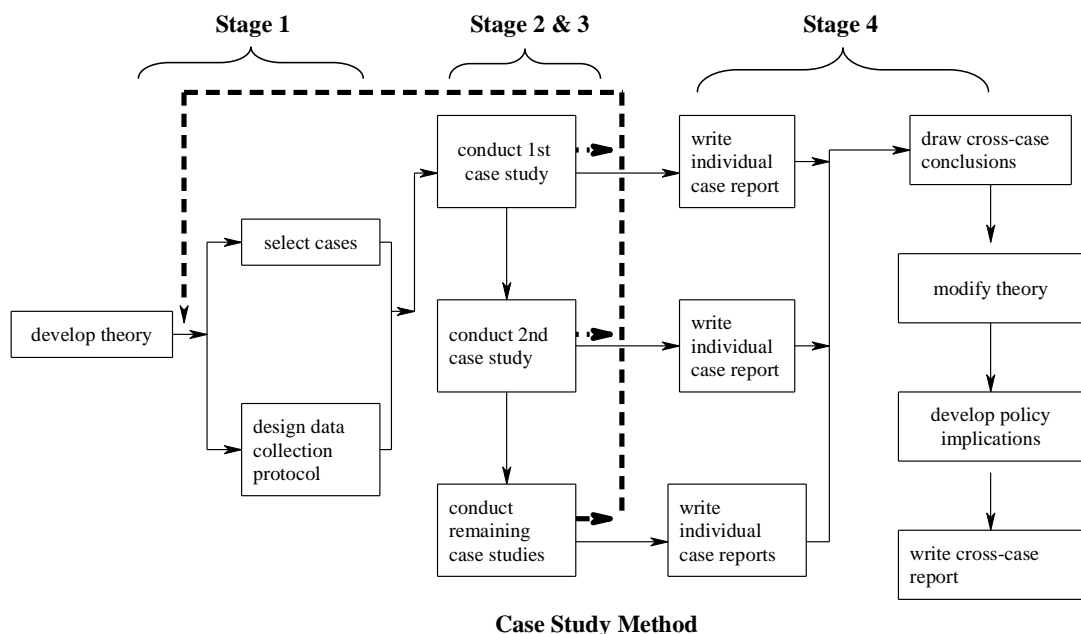 Stage 1
Stage 2 & 3
Stage 4
develop theory
select cases
design data
collection
protocol
conduct 1st
case study
conduct 2nd
case study
conduct
remaining
case studies
write
individual
case report
write
individual
case report
write
individual
case reports
draw cross-case
conclusions
modify theory
develop policy
implications
write cross-case
report
Case Study Method